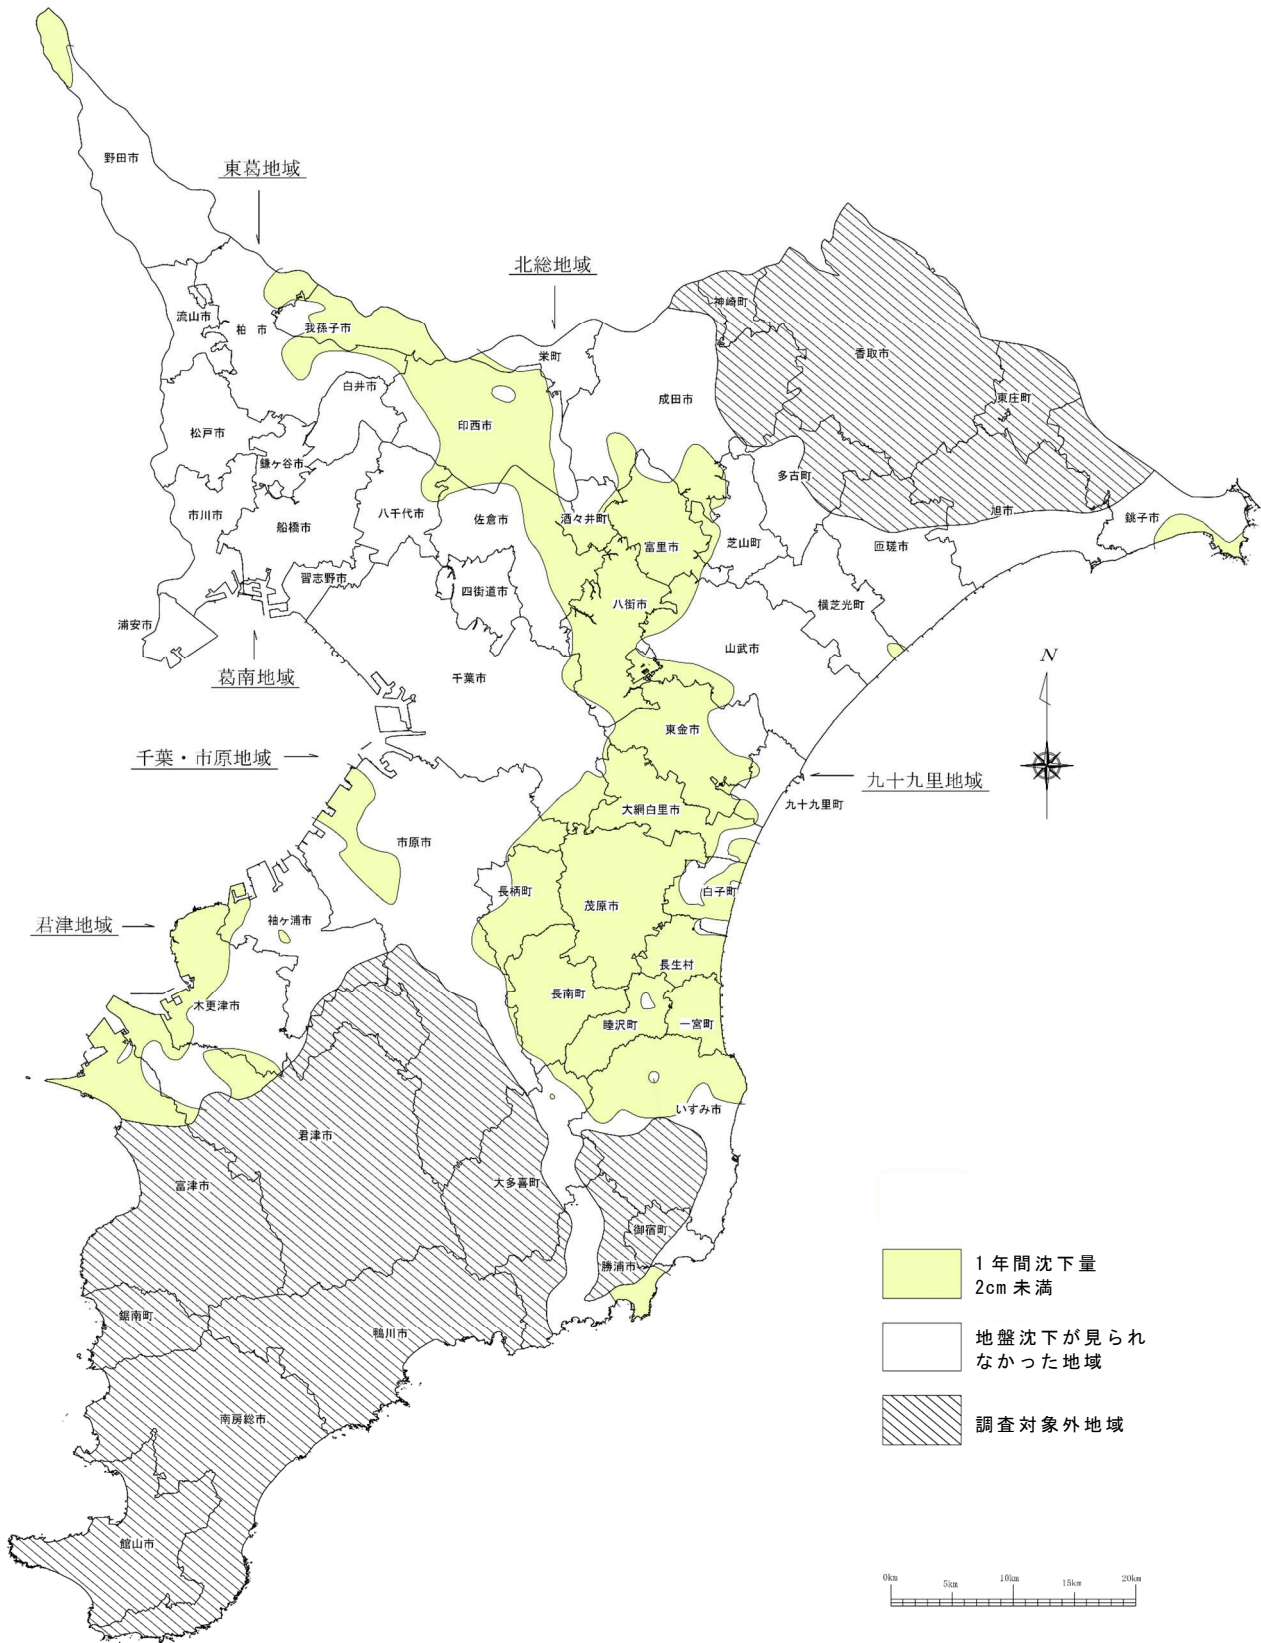 野田市
東葛地域
北総地域
神崎町
流山市
柏 市
我孫子市
栄町
香取市
白井市
成田市
東庄町
松戸市
印西市
鎌ヶ谷市
多古町
市川市
船橋市
八千代市
佐倉市
酒々井町
旭市
銚子市
富里市
芝山町
匝瑳市
習志野市
四街道市
八街市
横芝光町
浦安市
山武市
葛南地域
千葉市
N
東金市
千葉・市原地域
九十九里地域
大網白里市
九十九里町
市原市
長柄町
白子町
茂原市
君津地域
袖ヶ浦市
長生村
長南町
木更津市
睦沢町
一宮町
いすみ市
君津市
富津市
大多喜町
御宿町
勝浦市
1年間沈下量
2cm未満
鋸南町
鴨川市
地盤沈下が見られ
なかった地域
南房総市
調査対象外地域
館山市
0km
5km
10km
15km
20km